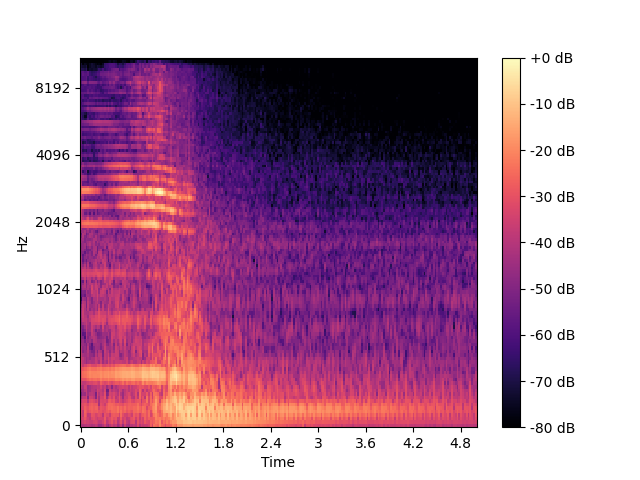 +0 dB
8192
-10 dB
4096
-20 dB
-30 dB
2048
Hz
-40 dB
1024
-50 dB
512
-60 dB
-70 dB
0
-80 dB
0 0.6 1.2 1.8 2.4 3 3.6 4.2 4.8
Time